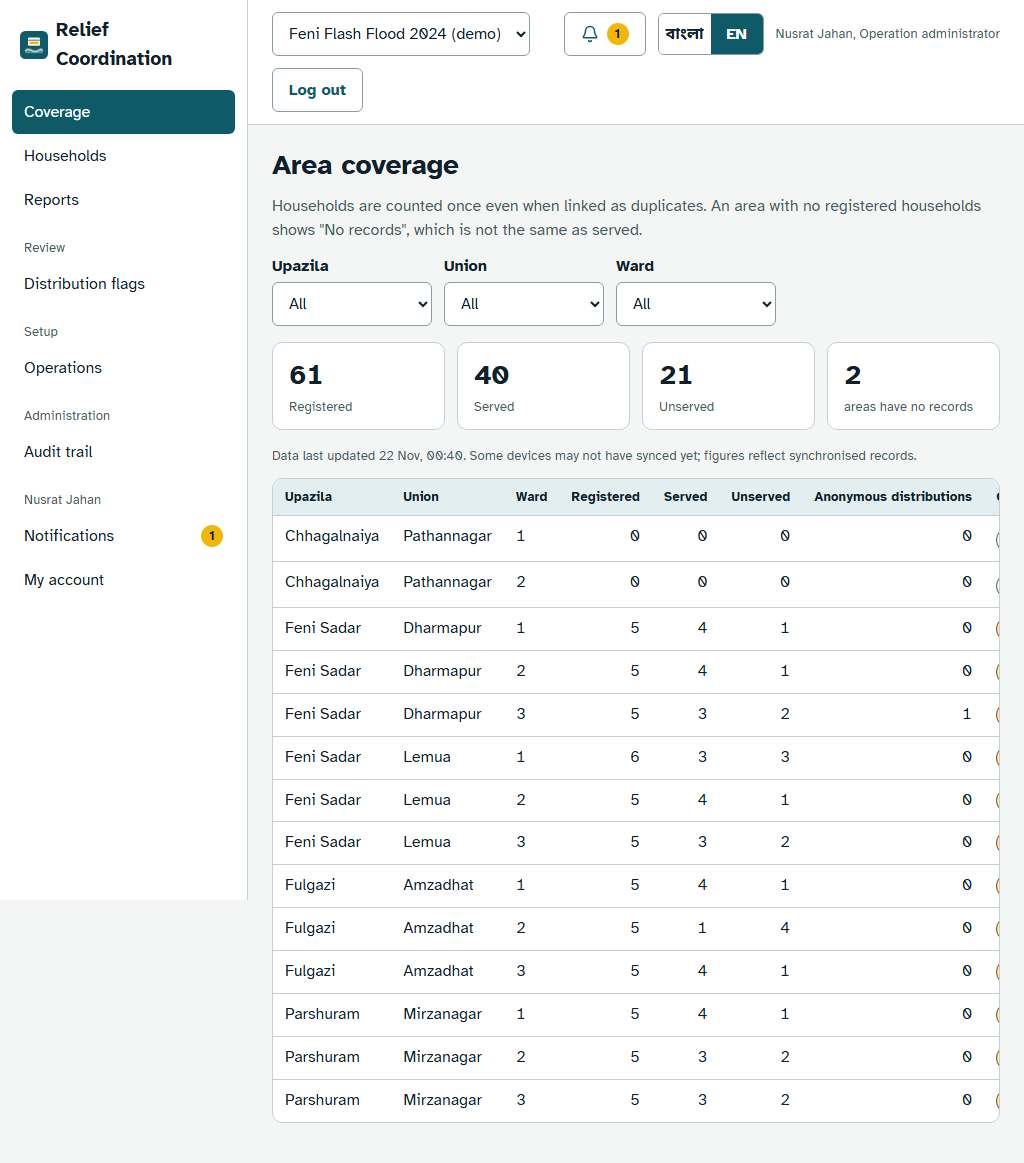 Relief
Coordination
Coverage
Households
Reports
Review
Distribution flags
Setup
Operations
Administration
Audit trail
Nusrat Jahan
Notifications 1
My account
Feni Flash Flood 2024 (demo) 1 বাংলা EN Nusrat Jahan, Operation administrator
Log out
Area coverage
Households are counted once even when linked as duplicates. An area with no registered households
shows "No records", which is not the same as served.
Upazila Union Ward
All All All
61 40 21 2
Registered Served Unserved areas have no records
Data last updated 22 Nov, 00:40. Some devices may not have synced yet; figures reflect synchronised records.
Upazila Union Ward Registered Served Unserved Anonymous distributions
Chhagalnaiya Pathannagar 1 0 0 0 0
Chhagalnaiya Pathannagar 2 0 0 0 0
Feni Sadar Dharmapur 1 5 4 1 0
Feni Sadar Dharmapur 2 5 4 1 0
Feni Sadar Dharmapur 3 5 3 2 1
Feni Sadar Lemua 1 6 3 3 0
Feni Sadar Lemua 2 5 4 1 0
Feni Sadar Lemua 3 5 3 2 0
Fulgazi Amzadhat 1 5 4 1 0
Fulgazi Amzadhat 2 5 1 4 0
Fulgazi Amzadhat 3 5 4 1 0
Parshuram Mirzanagar 1 5 4 1 0
Parshuram Mirzanagar 2 5 3 2 0
Parshuram Mirzanagar 3 5 3 2 0